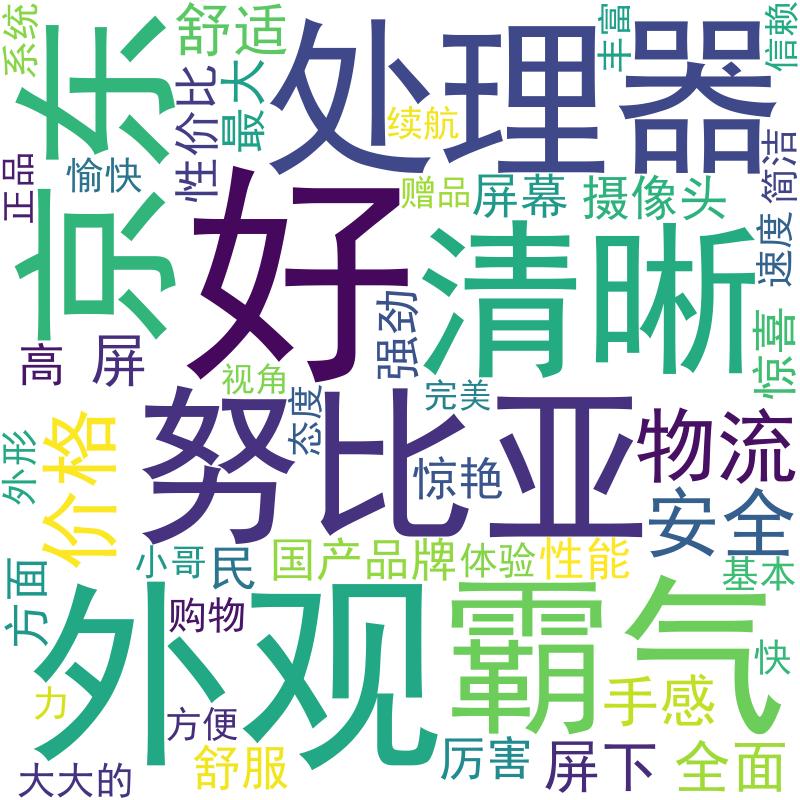 系统
京东
舒适
处理器
丰富
信赖
性价比
最大
续航
正品
愉快
好
赠品
屏幕
摄像头
简洁
清晰
速度
强劲
惊喜
高
屏
视角
态度
完美
努比亚
物流
外形
价格
惊艳
安全
方面
小哥
民
国产品牌
体验
性能
基本
购物
外观
霸气
快
力
方便
手感
大大的
舒服
厉害
屏下
全面